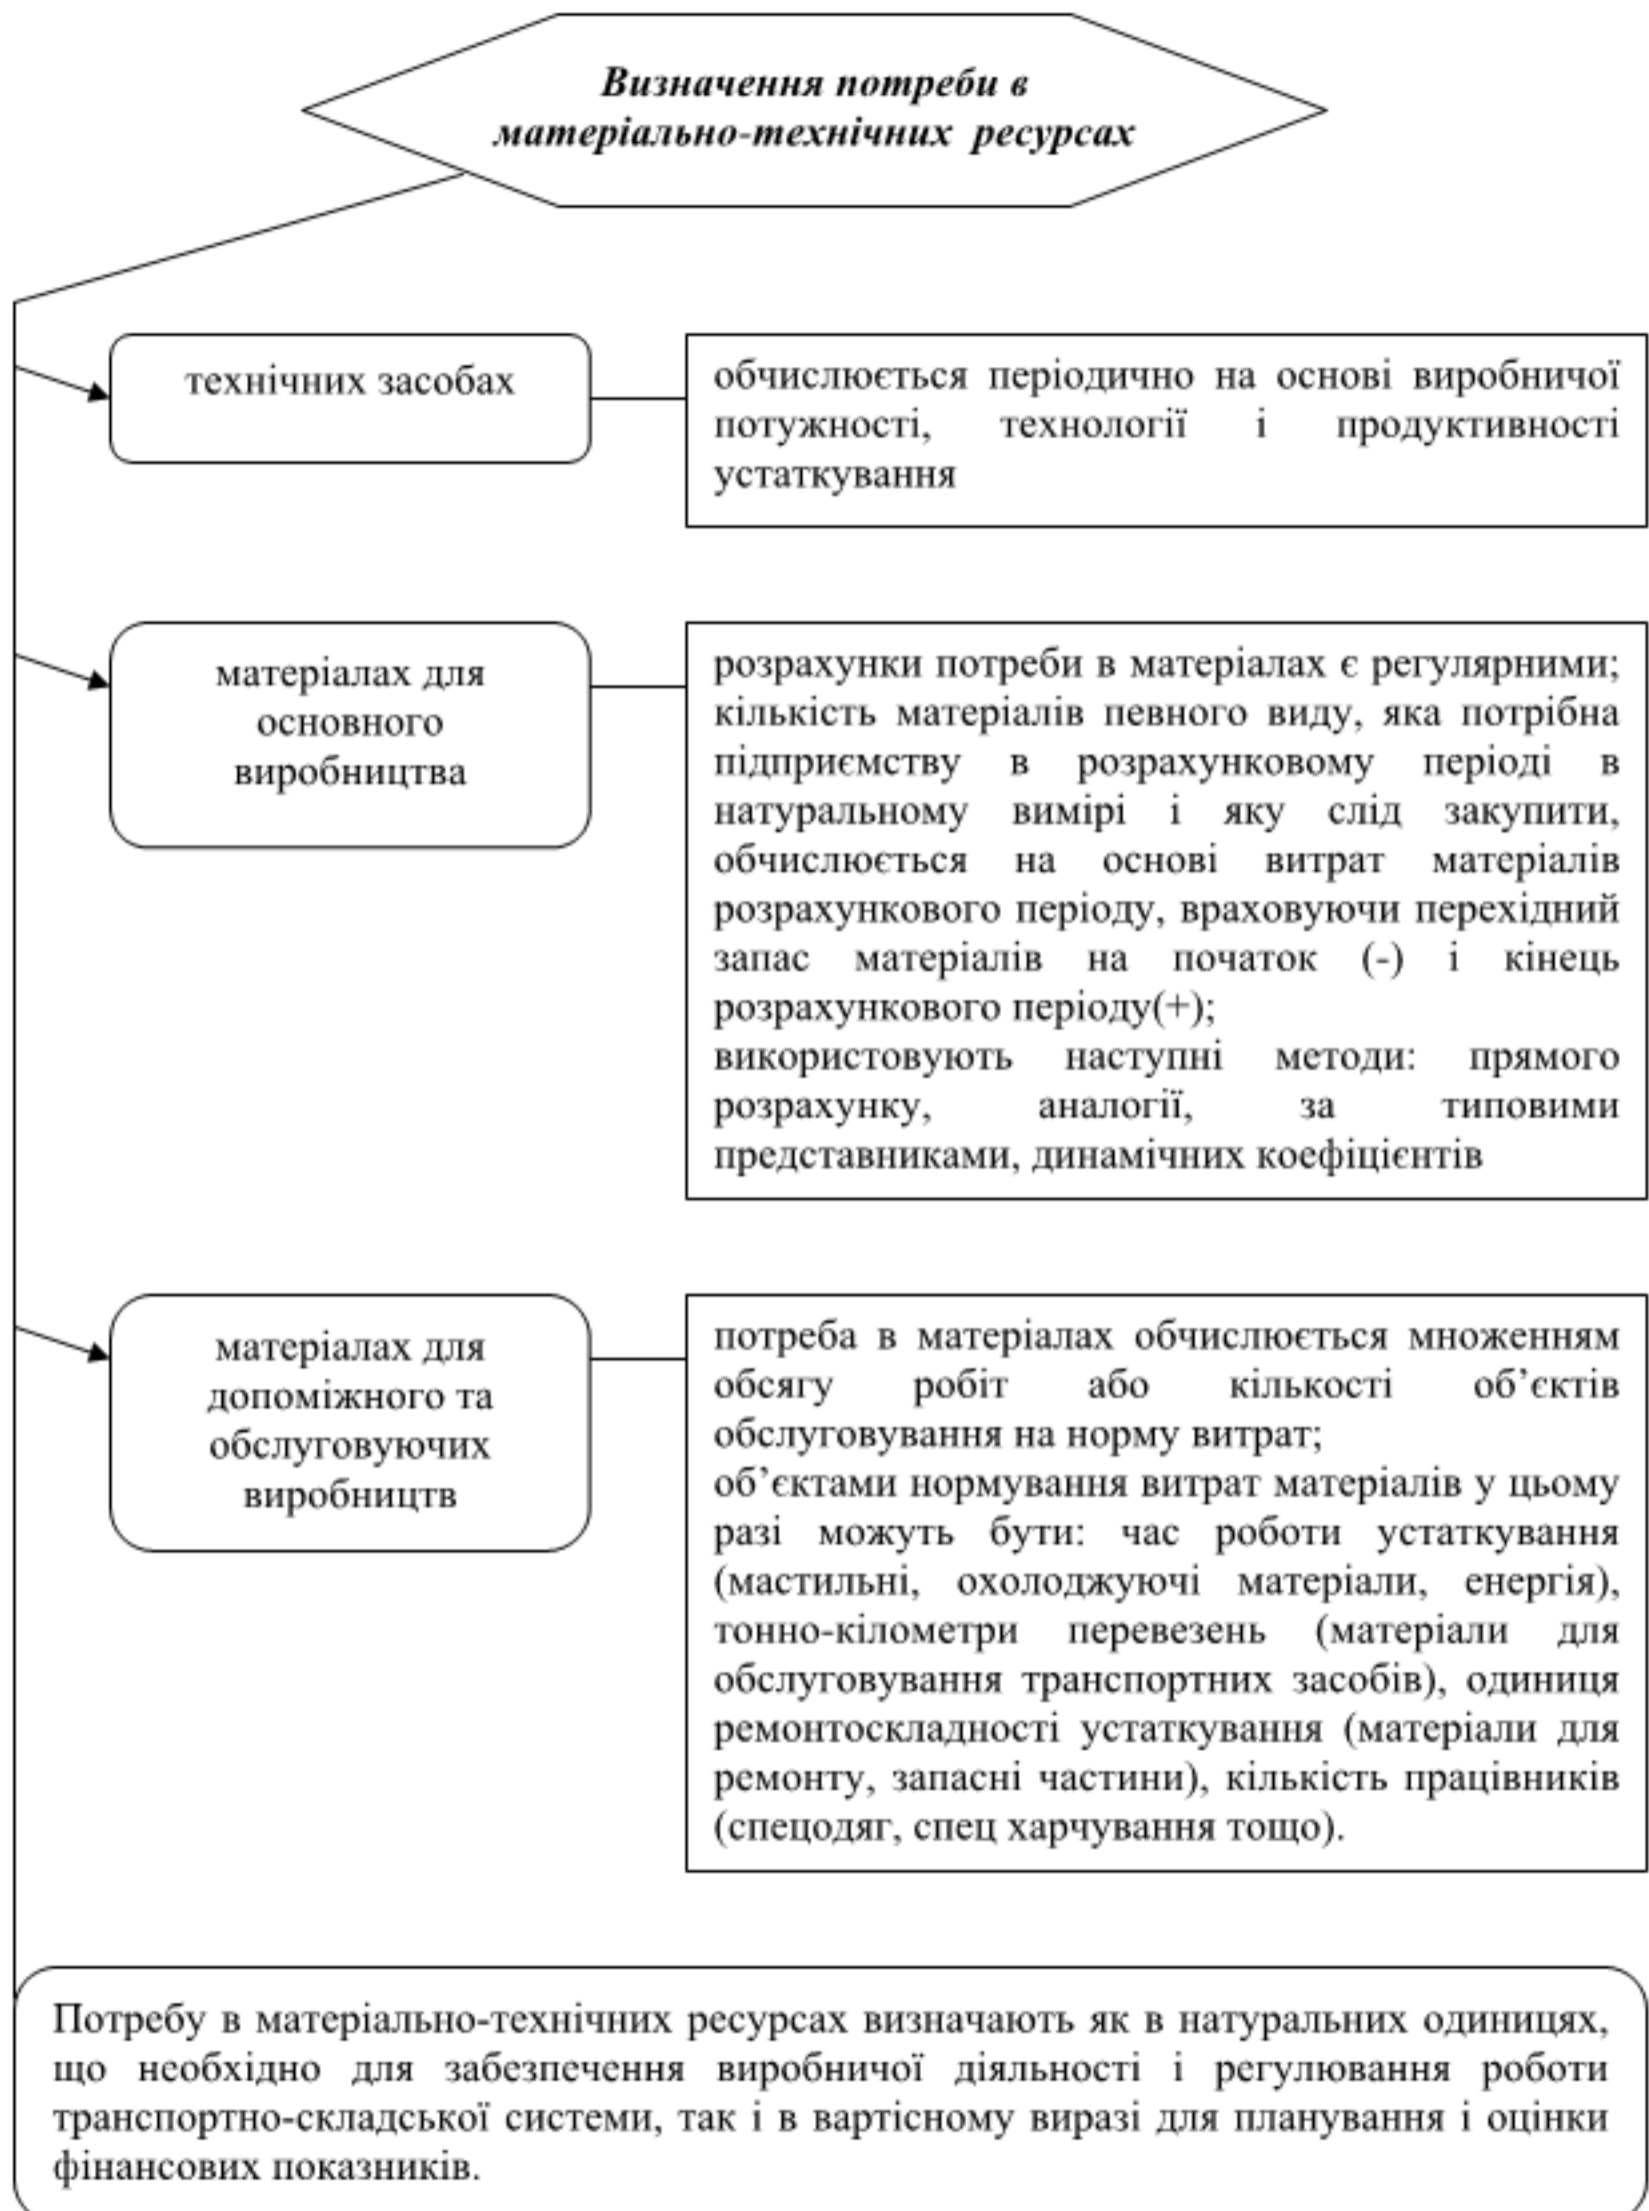 Визначення потреби в
матеріально-технічних ресурсах
технічних засобах
обчислюється періодично на основі виробничої
потужності, технології і продуктивності
устаткування
матеріалах для
основного
виробництва
розрахунки потреби в матеріалах є регулярними;
кількість матеріалів певного виду, яка потрібна
підприємству в розрахунковому періоді в
натуральному вимірі і яку слід закупити,
обчислюється на основі витрат матеріалів
розрахункового періоду, враховуючи перехідний
запас матеріалів на початок (-) і кінець
розрахункового періоду(+);
використовують наступні методи: прямого
розрахунку, аналогії, за типовими
представниками, динамічних коефіцієнтів
матеріалах для
допоміжного та
обслуговуючих
виробництв
потреба в матеріалах обчислюється множенням
обсягу робіт або кількості об’єктів
обслуговування на норму витрат;
об’єктами нормування витрат матеріалів у цьому
разі можуть бути: час роботи устаткування
(мастильні, охолоджуючі матеріали, енергія),
тонно-кілометри перевезень (матеріали для
обслуговування транспортних засобів), одиниця
ремонтоскладності устаткування (матеріали для
ремонту, запасні частини), кількість працівників
(спецодяг, спец харчування тощо).
Потребу в матеріально-технічних ресурсах визначають як в натуральних одиницях,
що необхідно для забезпечення виробничої діяльності і регулювання роботи
транспортно-складської системи, так і в вартісному виразі для планування і оцінки
фінансових показників.